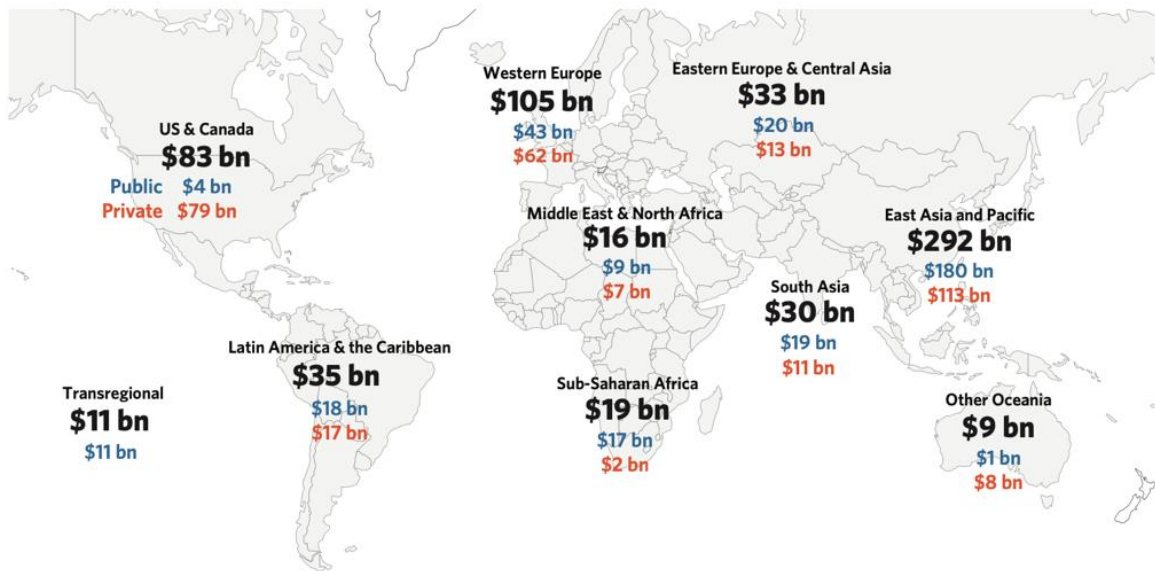 US & Canada
$83 bn
Public $4 bn
Private $79 bn
Western Europe
$105 bn
$43 bn
$62 bn
Eastern Europe & Central Asia
$33 bn
$20 bn
$13 bn
Middle East & North Africa
$16 bn
$9 bn
$7 bn
East Asia and Pacific
$292 bn
$180 bn
$113 bn
South Asia
$30 bn
$19 bn
$11 bn
Latin America & the Caribbean
$35 bn
$18 bn
$17 bn
Transregional
$11 bn
$11 bn
Sub-Saharan Africa
$19 bn
$17 bn
$2 bn
Other Oceania
$9 bn
$1 bn
$8 bn